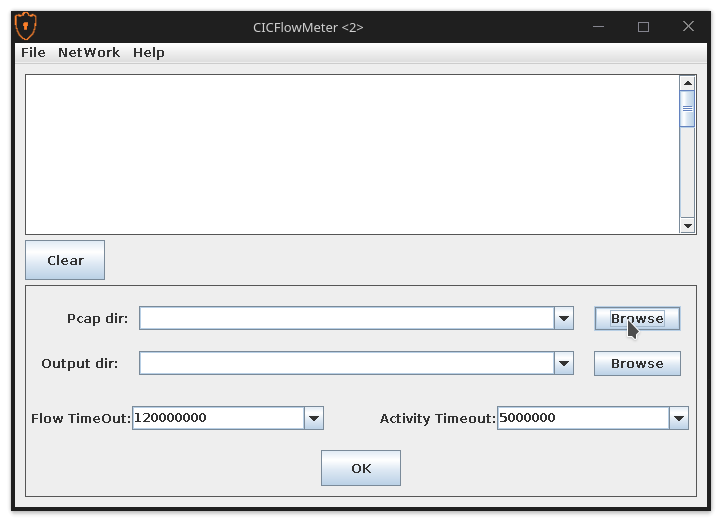 CICFlowMeter <2>
File NetWork Help
Clear
Pcap dir: Browse
Output dir: Browse
Flow TimeOut: 120000000 Activity Timeout: 5000000
OK